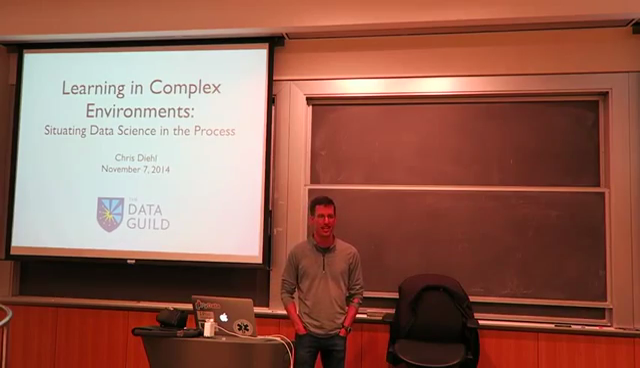 Learning in Complex
Environments:
Situating Data Science in the Process
Chris Diehl
November 7, 2014
THE
DATA
GUILD